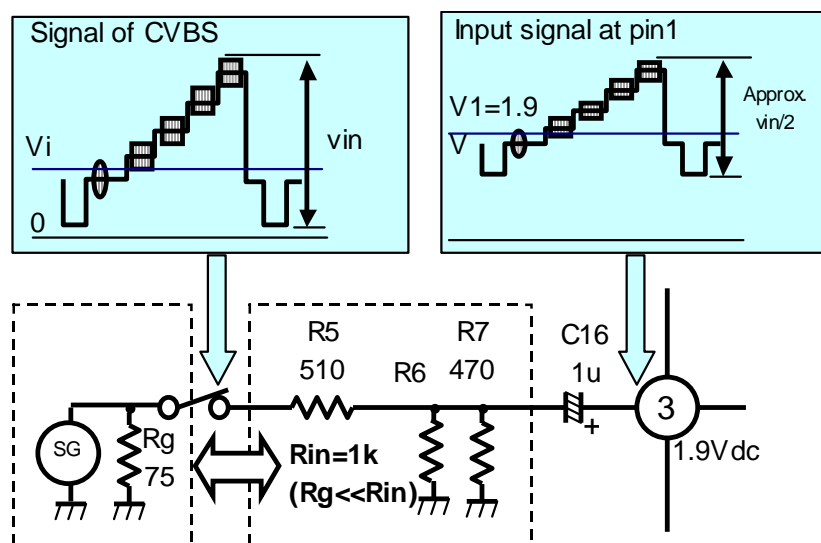 Signal of CVBS
Vi
vin
0
Input signal at pin1
V1=1.9
V
Approx.
vin/2
R5
510
R6
R7
470
C16
1u
+
3
1.9Vdc
SG
Rg
75
Rin=1k
(Rg<<Rin)